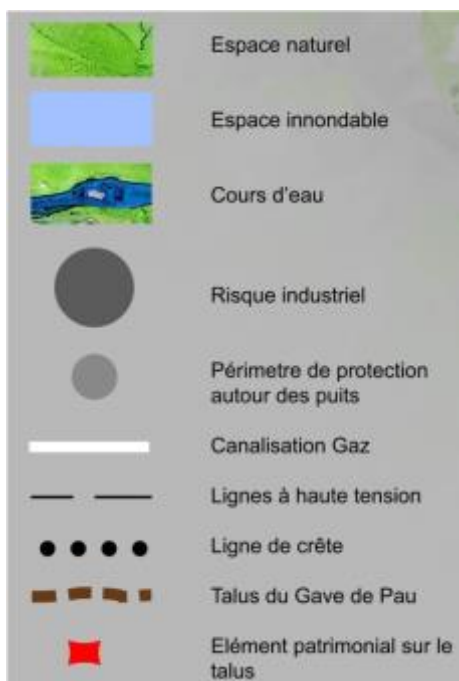 Espace naturel
Espace innondable
Cours d'eau
Risque industriel
Périmetre de protection
autour des puits
Canalisation Gaz
Lignes à haute tension
Ligne de crête
Talus du Gave de Pau
Elément patrimonial sur le
talus